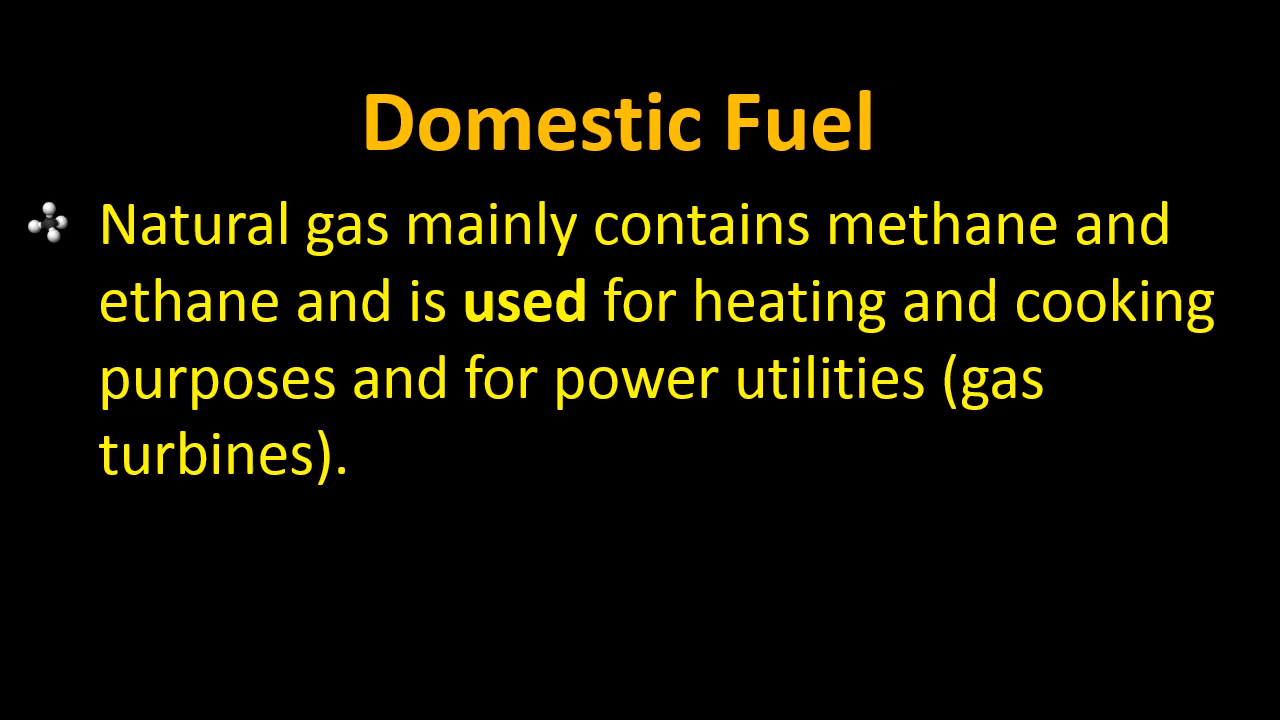 Domestic Fuel
Natural gas mainly contains methane and
ethane and is used for heating and cooking
purposes and for power utilities (gas
turbines).